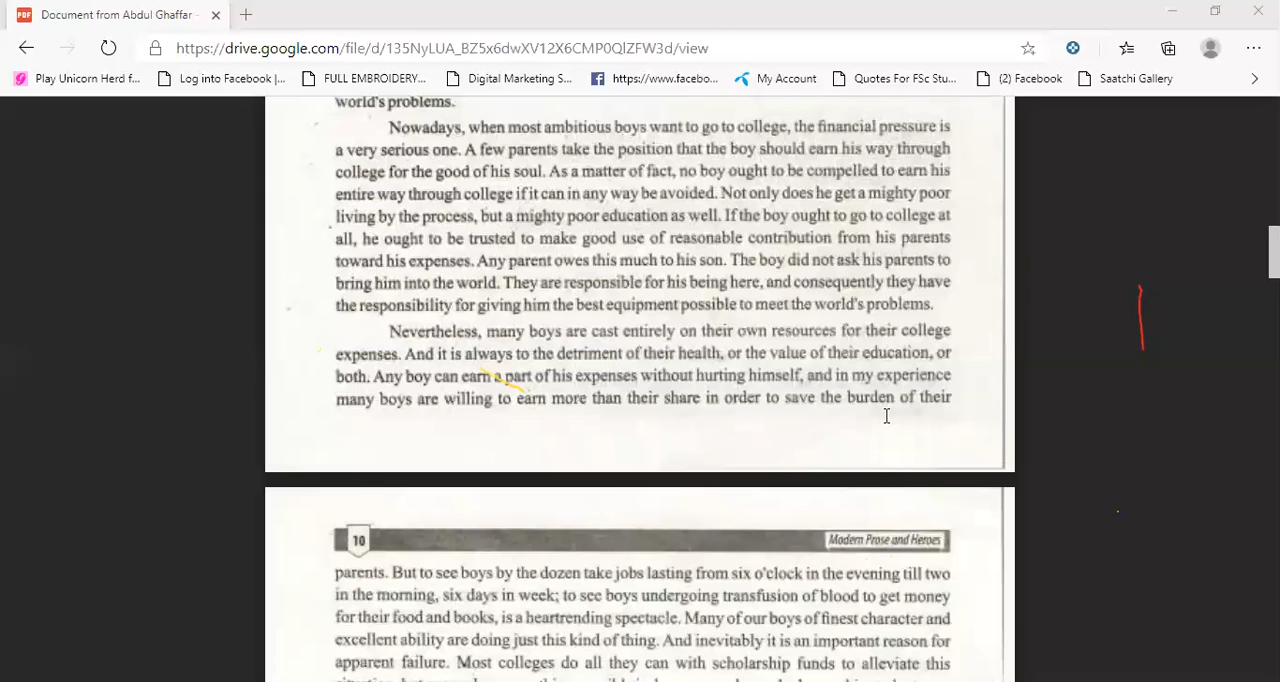 Document from Abdul Ghaffar -
https://drive.google.com/file/d/135NyLUA_BZ5x6dwXV12X6CMP0QlZFW3d/view
Play Unicorn Herd f... Log into Facebook |... FULL EMBROIDERY... Digital Marketing S... https://www.facebo... My Account Quotes For FSc Stu... (2) Facebook Saatchi Gallery
world's problems.
Nowadays, when most ambitious boys want to go to college, the financial pressure is
a very serious one. A few parents take the position that the boy should earn his way through
college for the good of his soul. As a matter of fact, no boy ought to be compelled to earn his
entire way through college if it can in any way be avoided. Not only does he get a mighty poor
living by the process, but a mighty poor education as well. If the boy ought to go to college at
all, he ought to be trusted to make good use of reasonable contribution from his parents
toward his expenses. Any parent owes this much to his son. The boy did not ask his parents to
bring him into the world. They are responsible for his being here, and consequently they have
the responsibility for giving him the best equipment possible to meet the world's problems.
Nevertheless, many boys are cast entirely on their own resources for their college
expenses. And it is always to the detriment of their health, or the value of their education, or
both. Any boy can earn a part of his expenses without hurting himself, and in my experience
many boys are willing to earn more than their share in order to save the burden of their
10 Modern Prose and Heroes
parents. But to see boys by the dozen take jobs lasting from six o'clock in the evening till two
in the morning, six days in week; to see boys undergoing transfusion of blood to get money
for their food and books, is a heartrending spectacle. Many of our boys of finest character and
excellent ability are doing just this kind of thing. And inevitably it is an important reason for
apparent failure. Most colleges do all they can with scholarship funds to alleviate this